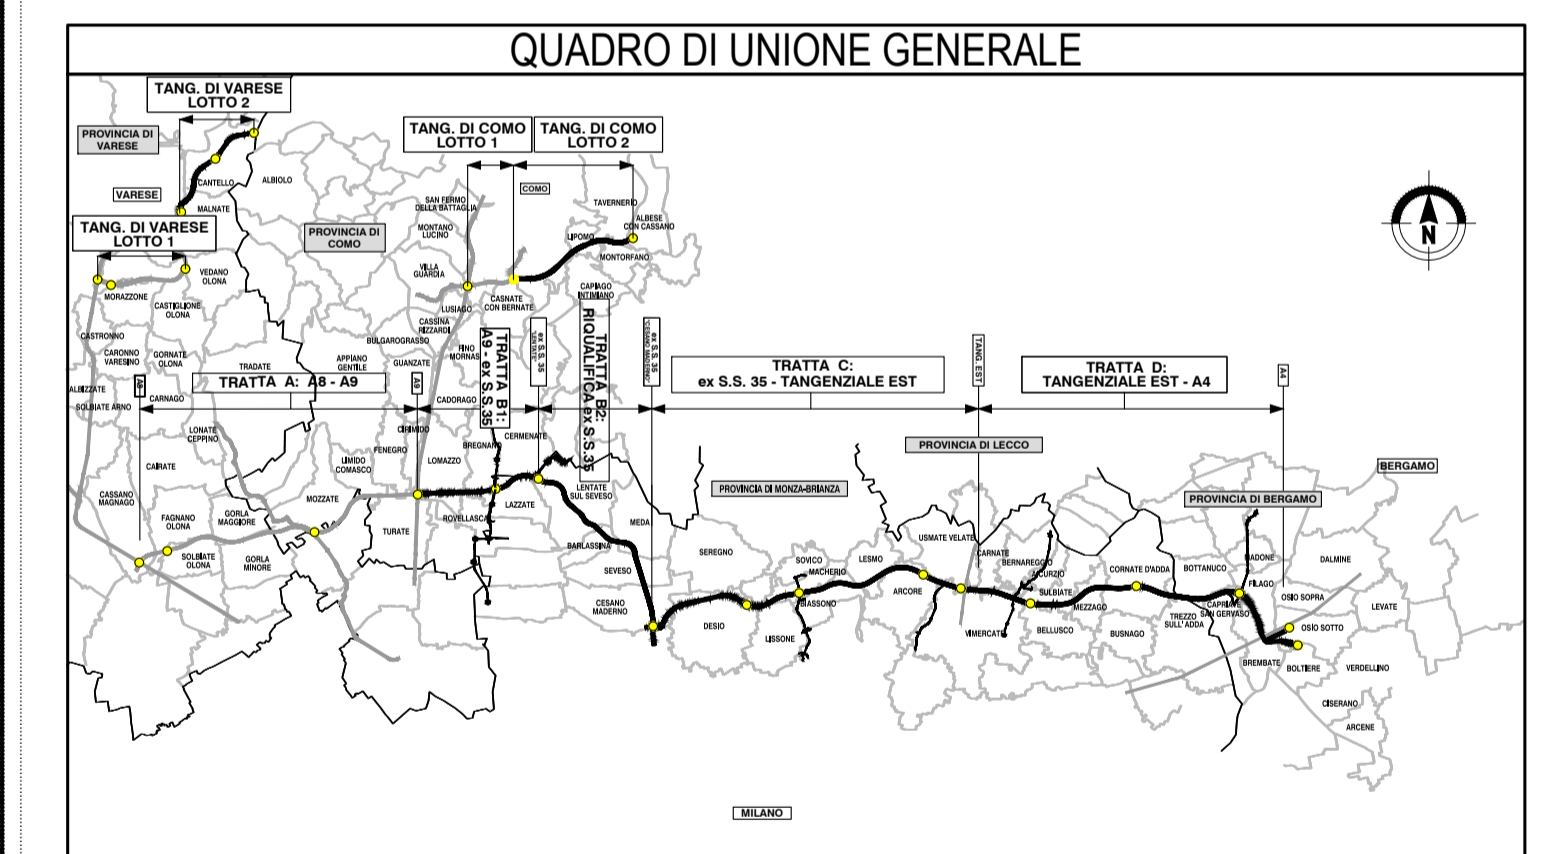 QUADRO DI UNIONE GENERALE
TANG. DI VARESE
LOTTO 2
PROVINCIA DI
VARESE
CANTELLO
ALBIOLO
VARESE
MALNATE
TANG. DI VARESE
LOTTO 1
VEDANO
OLONA
MORAZZONE
CASTIGLIONE
OLONA
PROVINCIA DI
COMO
TANG. DI COMO
LOTTO 1
TANG. DI COMO
LOTTO 2
COMO
SAN FERMO
DELLA BATTAGLIA
MONTANO
LUCINO
VILLA
GUARDIA
TAVERNERIO
ALBESE
CON CASSANO
LIPOMO
MONTORFANO
CAPIAGO
INTIMIANO
LUSIAGO
CASNATE
CON BERNATE
CASSINA
RIZZARDI
BULGAROGRASSO
FINO
MORNAS
GUANZATE
APPIANO
GENTILE
TRADATE
CASTRONNO
CARONNO
VARESINO
GORNATE
OLONA
ALBIZZATE
SOLBIATE ARNO
CARNAGO
A8
TRATTA A: A8 - A9
A9
CADORAGO
TRATTA B1:
A9 - ex S.S.35
ex S.S. 35
"LENTATE"
TRATTA B2:
RIQUALIFICA ex S.S.35
ex S.S. 35
"CESANO MADERNO"
TRATTA C:
ex S.S. 35 - TANGENZIALE EST
TANG. EST
TRATTA D:
TANGENZIALE EST - A4
A4
N
LONATE
CEPPINO
CIRIMIDO
FENEGRO
BREGNANO
CERMENATE
CAIRATE
LIMIDO
COMASCO
LOMAZZO
CASSANO
MAGNAGO
MOZZATE
FAGNANO
OLONA
GORLA
MAGGIORE
ROVELLASCA
LAZZATE
LENTATE
SUL SEVESO
TURATE
SOLBIATE
OLONA
GORLA
MINORE
MEDA
BARLASSINA
SEVESO
CESANO
MADERNO
PROVINCIA DI LECCO
PROVINCIA DI MONZA-BRIANZA
PROVINCIA DI BERGAMO
BERGAMO
SEREGNO
SOVICO
MACHERIO
LESMO
USMATE VELATE
CARNATE
BERNAREGGIO
CORNATE D'ADDA
BOTTANUCO
MADONE
DALMINE
FILAGO
DESIO
BIASSONO
LISSONE
ARCORE
VIMERCATE
SULBIATE
MEZZAGO
BELLUSCO
BUSNAGO
TREZZO
SULL'ADDA
CAPRIATE
SAN GERVASO
OSIO SOPRA
OSIO SOTTO
LEVATE
BREMBATE
BOLTIERE
VERDELLINO
CISERANO
ARCENE
MILANO